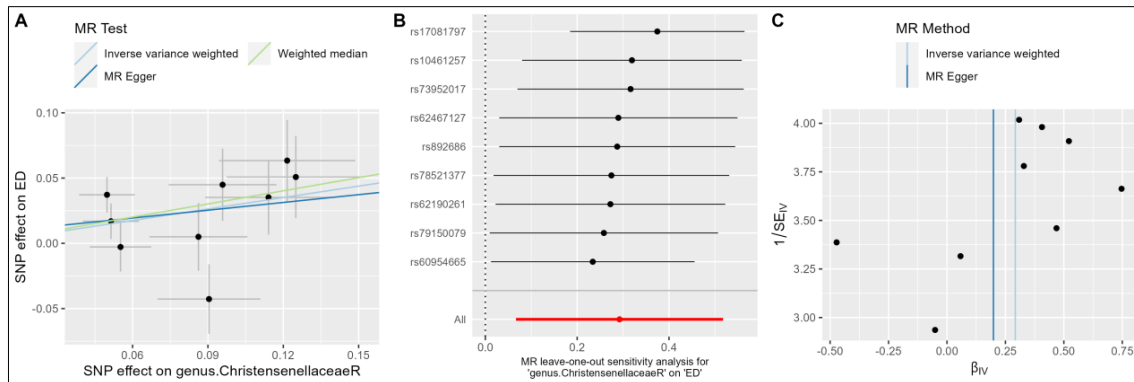 A
MR Test
Inverse variance weighted
Weighted median
MR Egger
SNP effect on ED
0.10
0.05
0.00
-0.05
0.06
0.09
0.12
0.15
SNP effect on genus.ChristensenellaceaeR
B
rs17081797
rs10461257
rs73952017
rs62467127
rs892686
rs78521377
rs62190261
rs79150079
rs60954665
All
0.0
0.2
0.4
MR leave-one-out sensitivity analysis for
'genus.ChristensenellaceaeR' on 'ED'
C
MR Method
Inverse variance weighted
MR Egger
1/SE_IV
4.00
3.75
3.50
3.25
3.00
-0.50
-0.25
0.00
0.25
0.50
0.75
β_IV